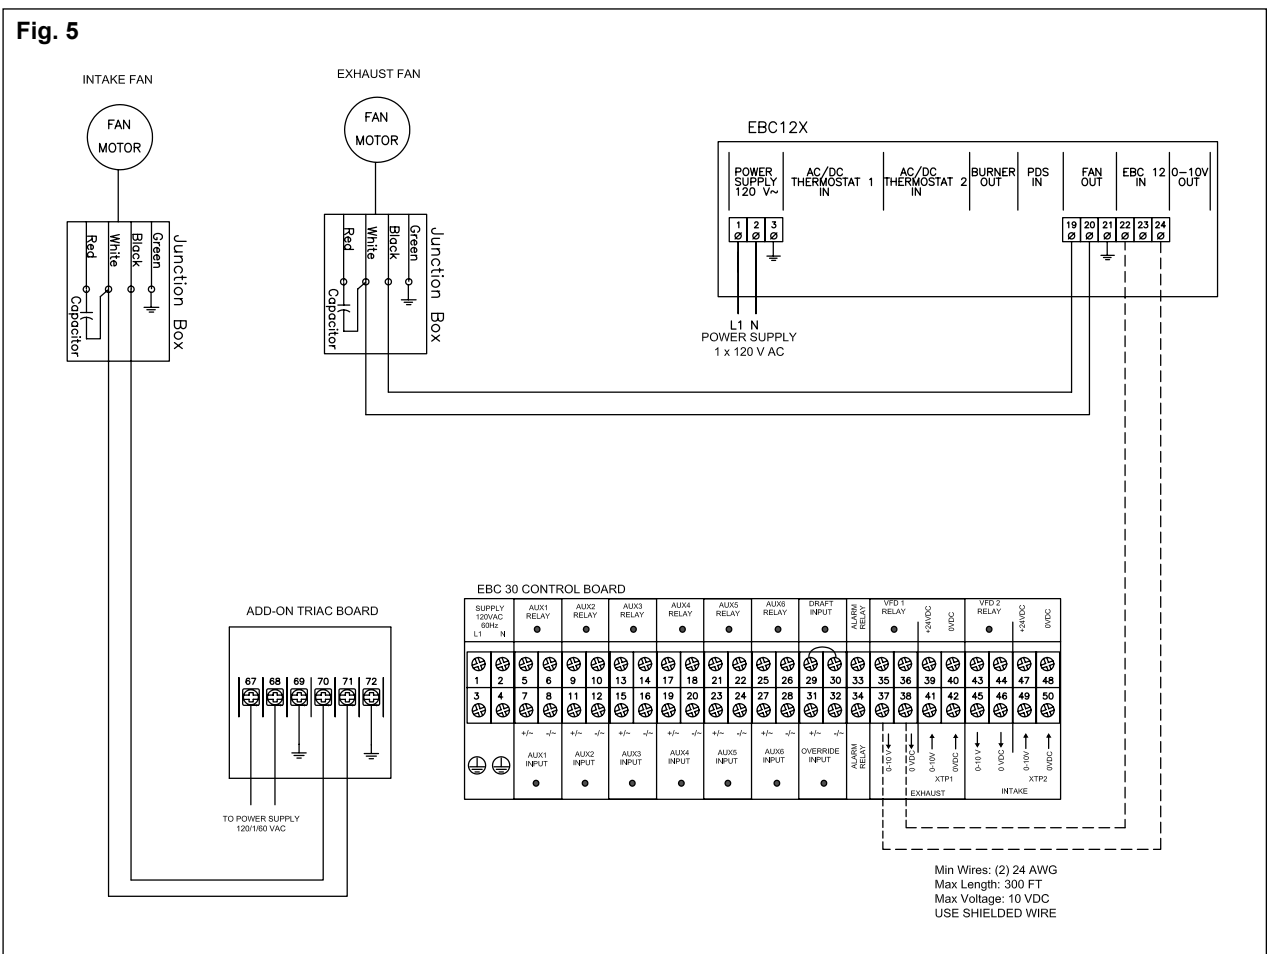 Fig. 5
INTAKE FAN
FAN
MOTOR
Red
White
Black
Green
Capacitor
Junction Box
EXHAUST FAN
FAN
MOTOR
Red
White
Black
Green
Capacitor
Junction Box
EBC12X
POWER
SUPPLY
120 V~
AC/DC
THERMOSTAT 1
IN
AC/DC
THERMOSTAT 2
IN
BURNER
OUT
PDS
IN
FAN
OUT
EBC 12
IN
0-10V
OUT
1 2 3
19 20 21 22 23 24
L1 N
POWER SUPPLY
1 x 120 V AC
ADD-ON TRIAC BOARD
67 68 69 70 71 72
TO POWER SUPPLY
120/1/60 VAC
EBC 30 CONTROL BOARD
SUPPLY
120VAC
60Hz
L1 N
AUX1
RELAY
AUX2
RELAY
AUX3
RELAY
AUX4
RELAY
AUX5
RELAY
AUX6
RELAY
DRAFT
INPUT
ALARM
RELAY
VFD 1
RELAY
+24VDC
0VDC
VFD 2
RELAY
+24VDC
0VDC
1 2 5 6 9 10 13 14 17 18 21 22 25 26 29 30 33 35 36 39 40 43 44 47 48
3 4 7 8 11 12 15 16 19 20 23 24 27 28 31 32 34 37 38 41 42 45 46 49 50
+/~ -/~ +/~ -/~ +/~ -/~ +/~ -/~ +/~ -/~ +/~ -/~ +/~ -/~
AUX1
INPUT
AUX2
INPUT
AUX3
INPUT
AUX4
INPUT
AUX5
INPUT
AUX6
INPUT
OVERRIDE
INPUT
ALARM
RELAY
0-10 V
0 VDC
0-10V
0VDC
XTP1
EXHAUST
0-10 V
0 VDC
0-10V
0VDC
XTP2
INTAKE
Min Wires: (2) 24 AWG
Max Length: 300 FT
Max Voltage: 10 VDC
USE SHIELDED WIRE